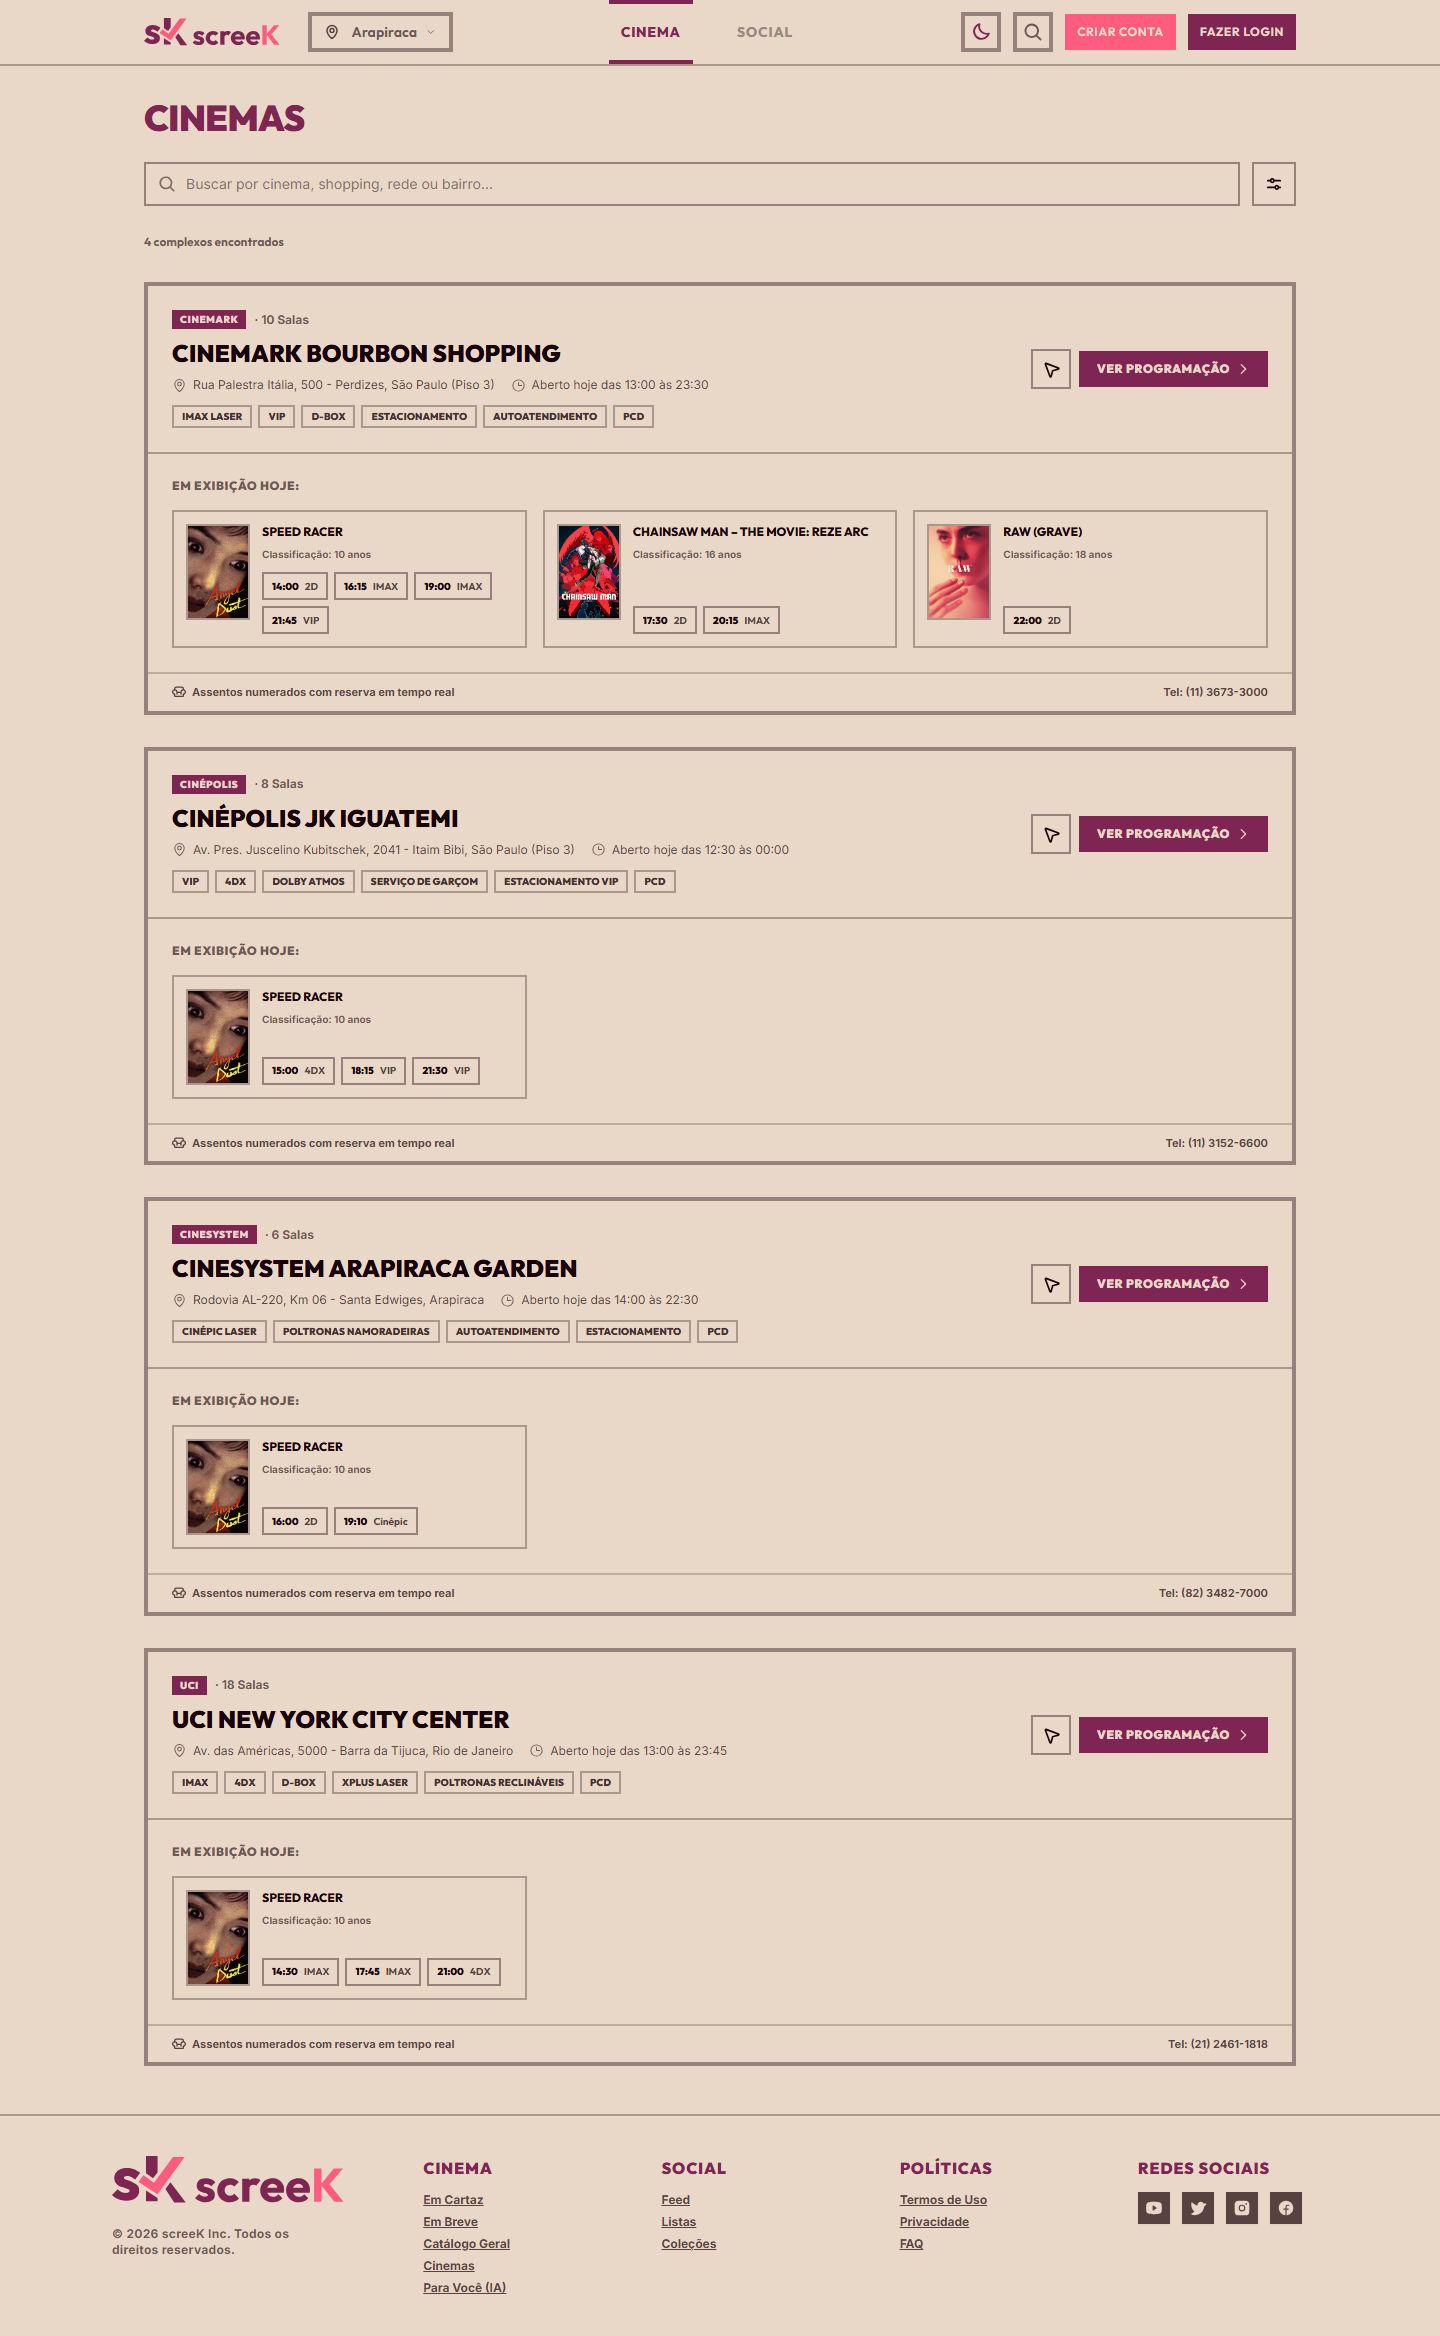 SK screeK
Arapiraca
CINEMA
SOCIAL
CRIAR CONTA
FAZER LOGIN
CINEMAS
Buscar por cinema, shopping, rede ou bairro...
4 complexos encontrados
CINEMARK · 10 Salas
CINEMARK BOURBON SHOPPING
Rua Palestra Itália, 500 - Perdizes, São Paulo (Piso 3) Aberto hoje das 13:00 às 23:30
VER PROGRAMAÇÃO
IMAX LASER VIP D-BOX ESTACIONAMENTO AUTOATENDIMENTO PCD
EM EXIBIÇÃO HOJE:
Angel Dust
SPEED RACER
Classificação: 10 anos
14:00 2D 16:15 IMAX 19:00 IMAX
21:45 VIP
CHAINSAW MAN
CHAINSAW MAN – THE MOVIE: REZE ARC
Classificação: 16 anos
17:30 2D 20:15 IMAX
RAW
RAW (GRAVE)
Classificação: 18 anos
22:00 2D
Assentos numerados com reserva em tempo real
Tel: (11) 3673-3000
CINÉPOLIS · 8 Salas
CINÉPOLIS JK IGUATEMI
Av. Pres. Juscelino Kubitschek, 2041 - Itaim Bibi, São Paulo (Piso 3) Aberto hoje das 12:30 às 00:00
VER PROGRAMAÇÃO
VIP 4DX DOLBY ATMOS SERVIÇO DE GARÇOM ESTACIONAMENTO VIP PCD
EM EXIBIÇÃO HOJE:
Angel Dust
SPEED RACER
Classificação: 10 anos
15:00 4DX 18:15 VIP 21:30 VIP
Assentos numerados com reserva em tempo real
Tel: (11) 3152-6600
CINESYSTEM · 6 Salas
CINESYSTEM ARAPIRACA GARDEN
Rodovia AL-220, Km 06 - Santa Edwiges, Arapiraca Aberto hoje das 14:00 às 22:30
VER PROGRAMAÇÃO
CINÉPIC LASER POLTRONAS NAMORADEIRAS AUTOATENDIMENTO ESTACIONAMENTO PCD
EM EXIBIÇÃO HOJE:
Angel Dust
SPEED RACER
Classificação: 10 anos
16:00 2D 19:10 Cinépic
Assentos numerados com reserva em tempo real
Tel: (82) 3482-7000
UCI · 18 Salas
UCI NEW YORK CITY CENTER
Av. das Américas, 5000 - Barra da Tijuca, Rio de Janeiro Aberto hoje das 13:00 às 23:45
VER PROGRAMAÇÃO
IMAX 4DX D-BOX XPLUS LASER POLTRONAS RECLINÁVEIS PCD
EM EXIBIÇÃO HOJE:
Angel Dust
SPEED RACER
Classificação: 10 anos
14:30 IMAX 17:45 IMAX 21:00 4DX
Assentos numerados com reserva em tempo real
Tel: (21) 2461-1818
SK screeK
© 2026 screeK Inc. Todos os
direitos reservados.
CINEMA
Em Cartaz
Em Breve
Catálogo Geral
Cinemas
Para Você (IA)
SOCIAL
Feed
Listas
Coleções
POLÍTICAS
Termos de Uso
Privacidade
FAQ
REDES SOCIAIS